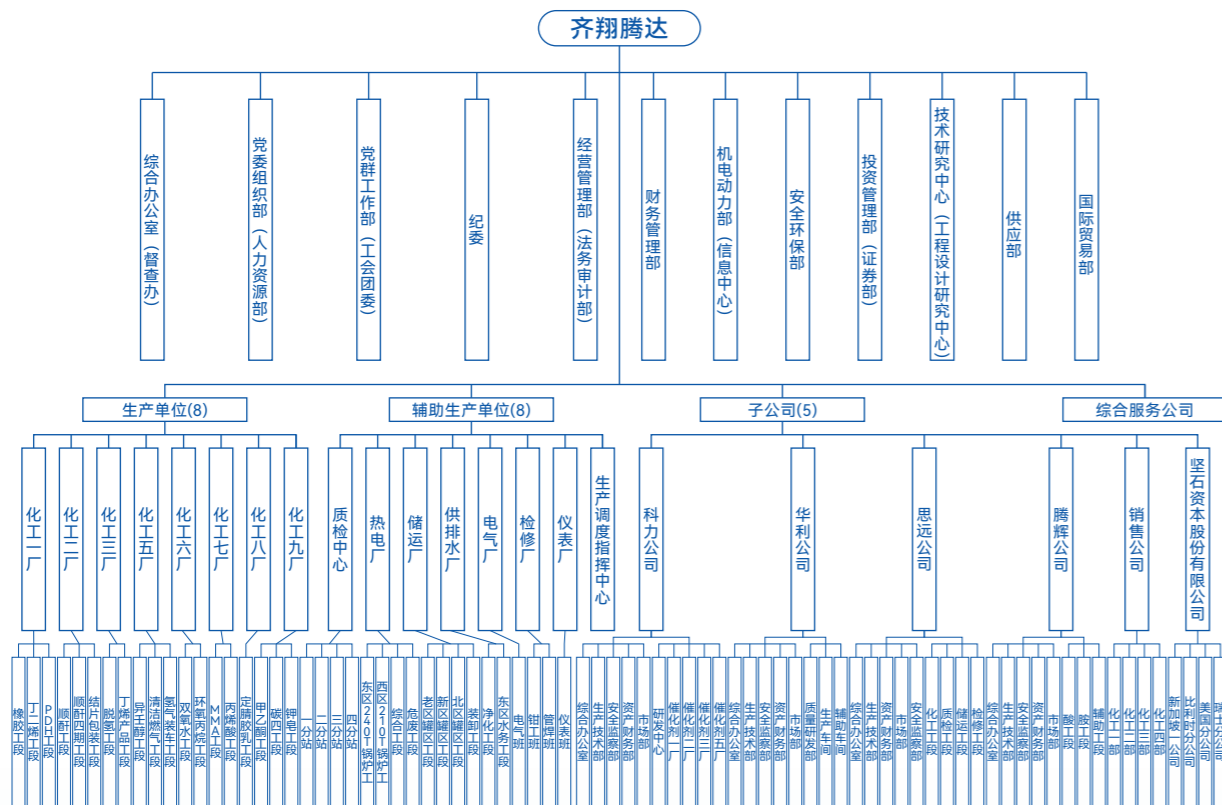 齐翔腾达
综合办公室（督查办）
党委组织部（人力资源部）
党群工作部（工会团委）
纪委
经营管理部（法务审计部）
财务管理部
机电动力部（信息中心）
安全环保部
投资管理部（证券部）
技术研究中心（工程设计研究中心）
供应部
国际贸易部
生产单位(8)
辅助生产单位(8)
子公司(5)
综合服务公司
化工一厂
化工二厂
化工三厂
化工五厂
化工六厂
化工七厂
化工八厂
化工九厂
质检中心
热电厂
储运厂
供排水厂
电气厂
检修厂
仪表厂
生产调度指挥中心
科力公司
华利公司
思远公司
腾辉公司
销售公司
坚石资本股份有限公司
橡胶工段
丁二烯工段
PDH工段
顺酐工段
顺酐四期工段
结片包装工段
脱氢工段
丁烯产品工段
异壬醇工段
清洁燃气工段
氢气装车工段
双氧水工段
环氧丙烷工段
MMA工段
丙烯酸工段
定腈胶乳工段
甲乙酮工段
碳四工段
钾皂工段
一分站
二分站
三分站
四分站
东区240T锅炉工
西区210T锅炉工
综合工段
危废工段
老区罐区工段
新区罐区工段
北区罐区工段
装卸工段
净化工段
东区水务工段
电气班
钳工班
管焊班
仪表班
综合办公室
生产技术部
安全监察部
资产财务部
市场部
研发中心
催化剂一厂
催化剂二厂
催化剂三厂
催化剂五厂
综合办公室
生产技术部
安全监察部
资产财务部
市场部
质量研发部
生产车间
辅助车间
综合办公室
生产技术部
资产财务部
市场部
安全监察部
化工工段
质检工段
储运工段
检修工段
综合办公室
生产技术部
安全监察部
资产财务部
市场部
酸工段
胺工段
辅助工段
化工一部
化工二部
化工三部
化工四部
新加坡 公司
比利时分公司
美国分公司
瑞士分公司